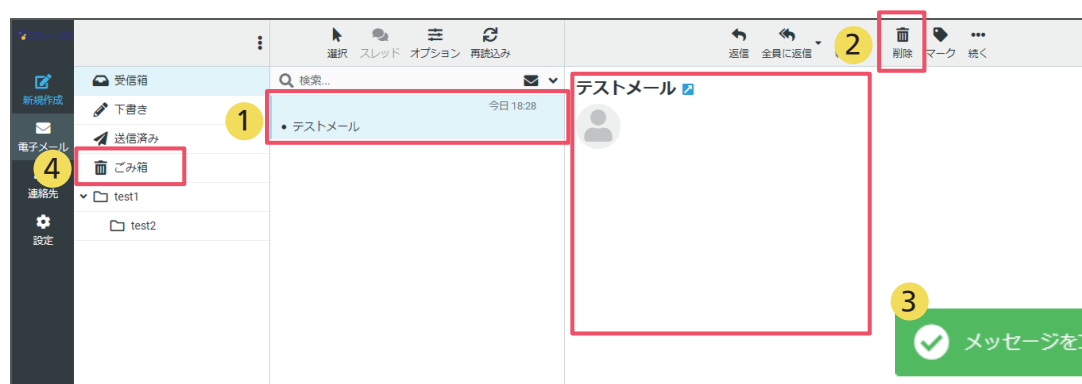 選択 スレッド オプション 再読込み
返信 全員に返信
2
削除 マーク 続く
新規作成
電子メール
4
連絡先
設定
受信箱
下書き
送信済み
ごみ箱
test1
test2
検索...
1
今日 18:28
• テストメール
テストメール
3
メッセージを